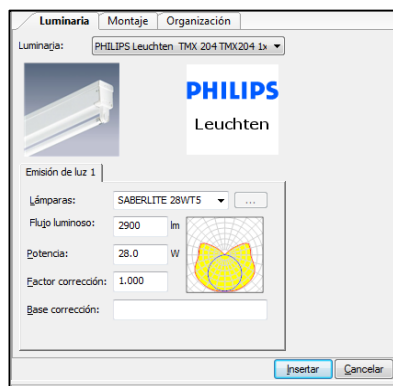 Luminaria Montaje Organización
Luminaria: PHILIPS Leuchten TMX 204 TMX204 1x
PHILIPS
Leuchten
Emisión de luz 1
Lámparas: SABERLITE 28WT5 ...
Flujo luminoso: 2900 lm
Potencia: 28.0 W
Factor corrección: 1.000
Base corrección:
Insertar Cancelar